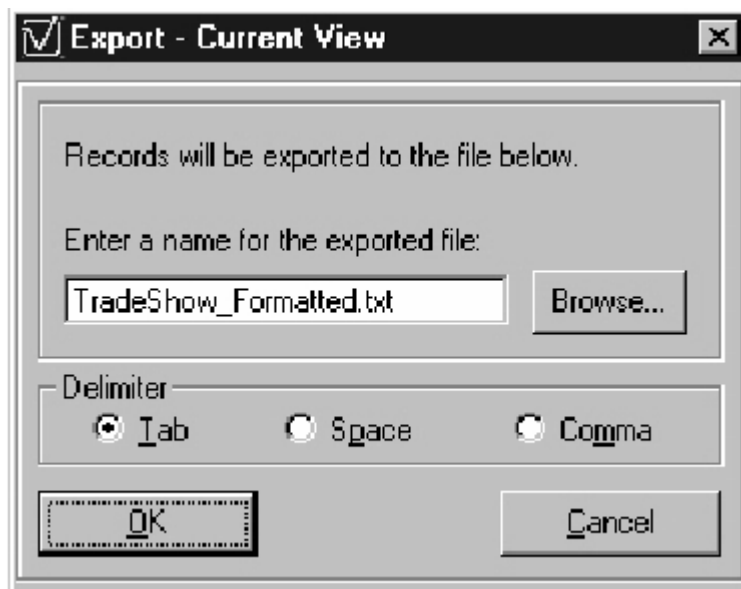 Export - Current View
Records will be exported to the file below.
Enter a name for the exported file:
TradeShow_Formatted.txt
Browse...
Delimiter
Tab
Space
Comma
OK
Cancel